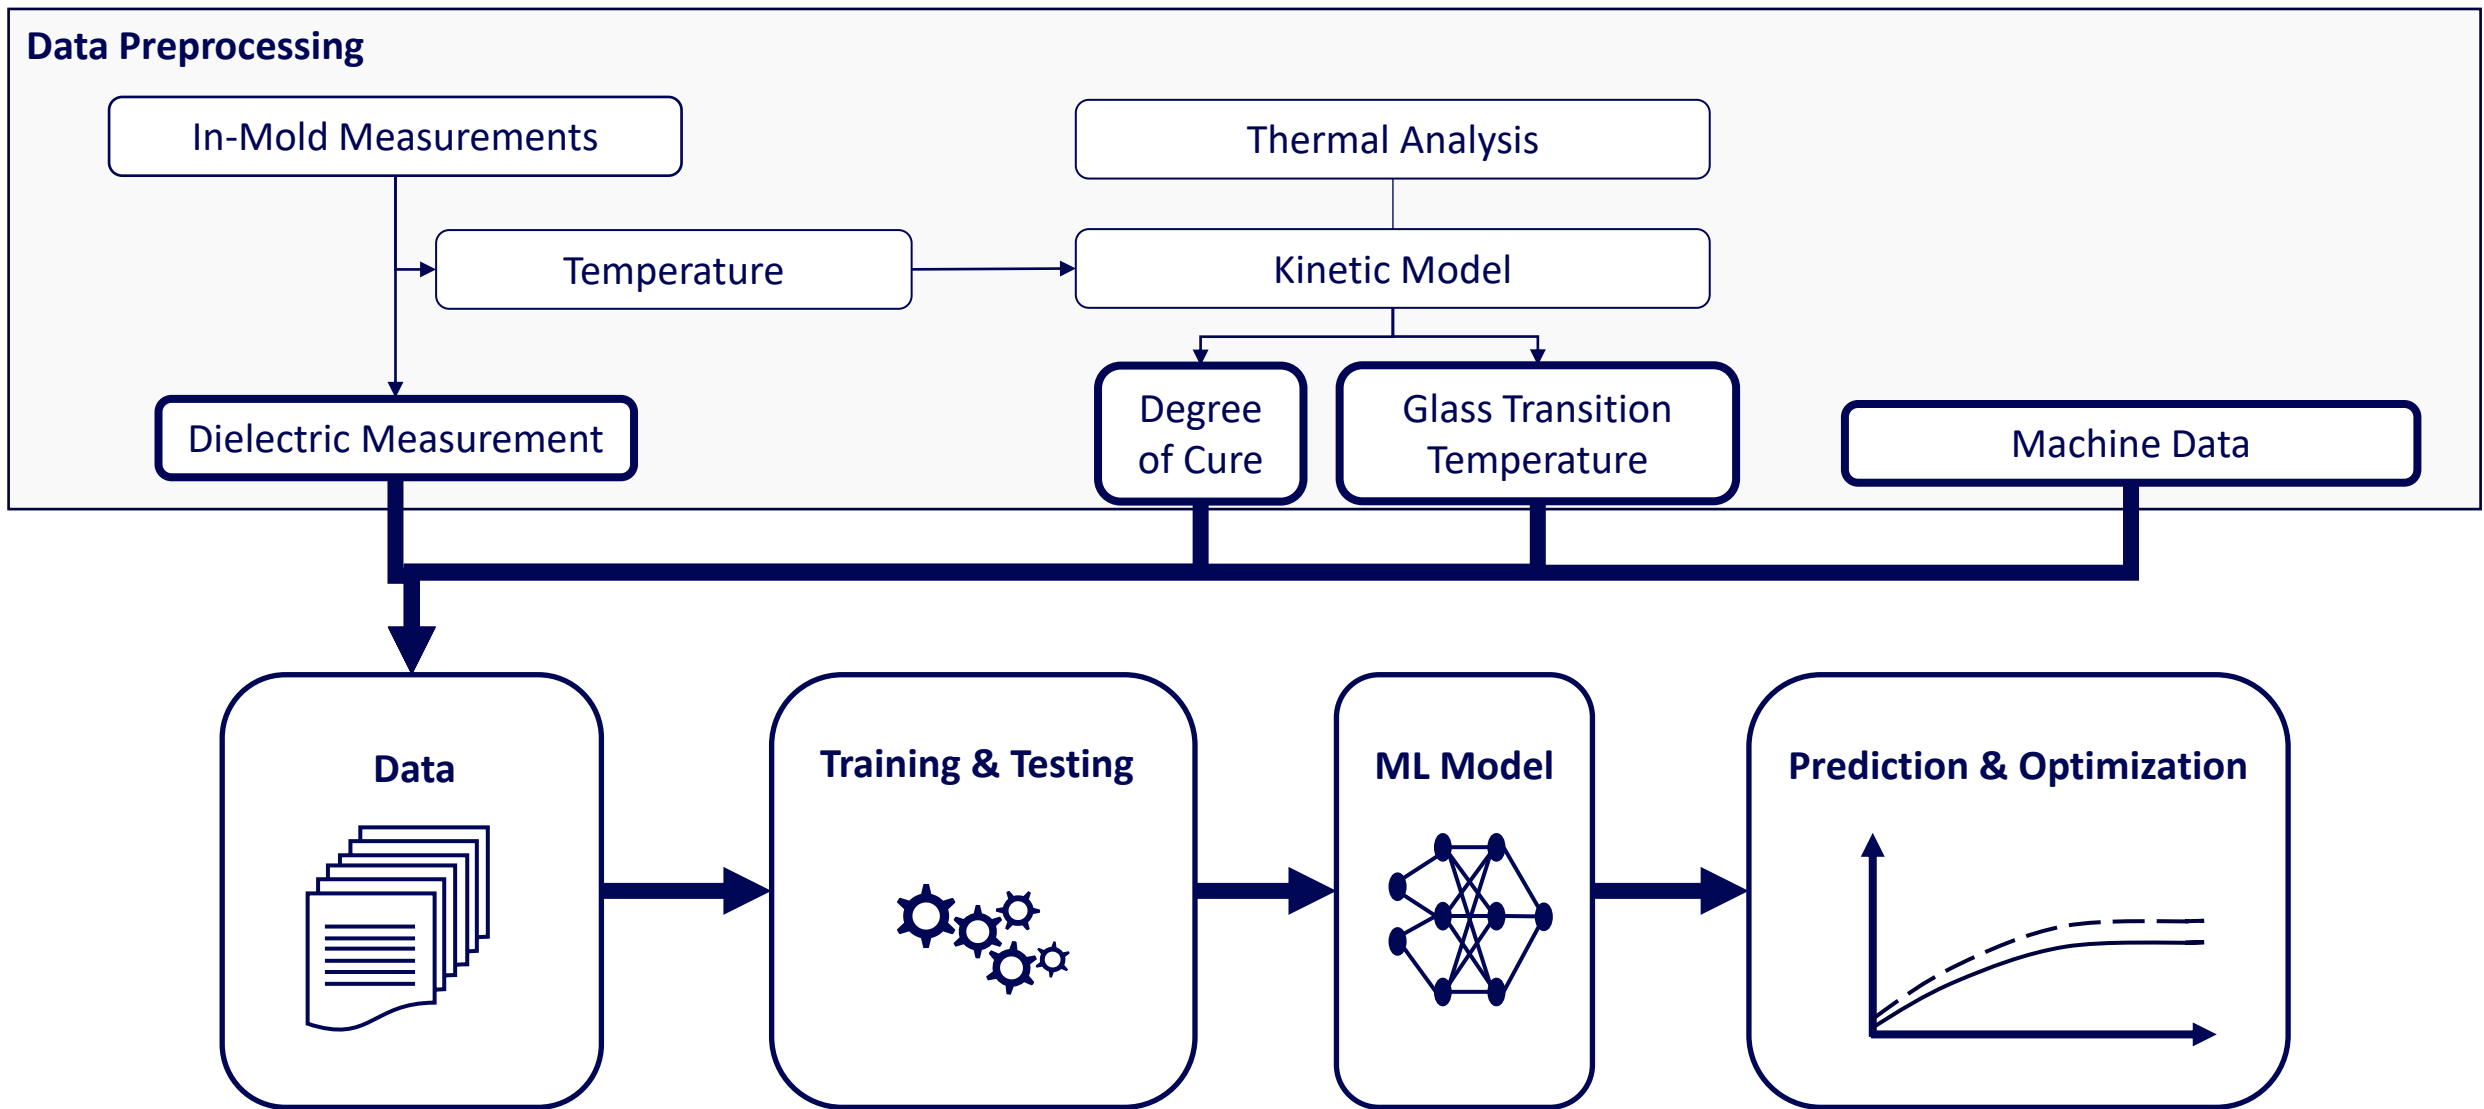 Data Preprocessing
In-Mold Measurements
Thermal Analysis
Temperature
Kinetic Model
Dielectric Measurement
Degree
of Cure
Glass Transition
Temperature
Machine Data
Data
Training & Testing
ML Model
Prediction & Optimization